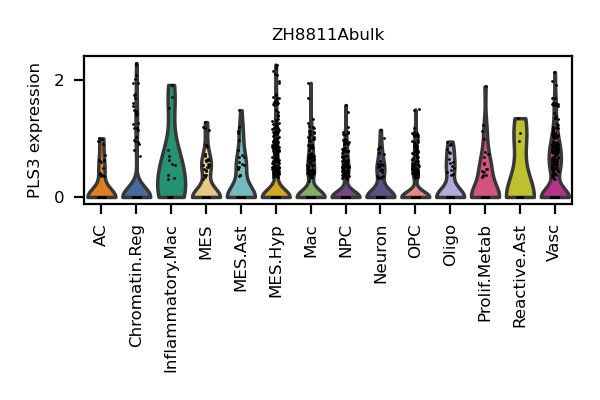 ZH8811Abulk
PLS3 expression
2
0
AC
Chromatin.Reg
Inflammatory.Mac
MES
MES.Ast
MES.Hyp
Mac
NPC
Neuron
OPC
Oligo
Prolif.Metab
Reactive.Ast
Vasc